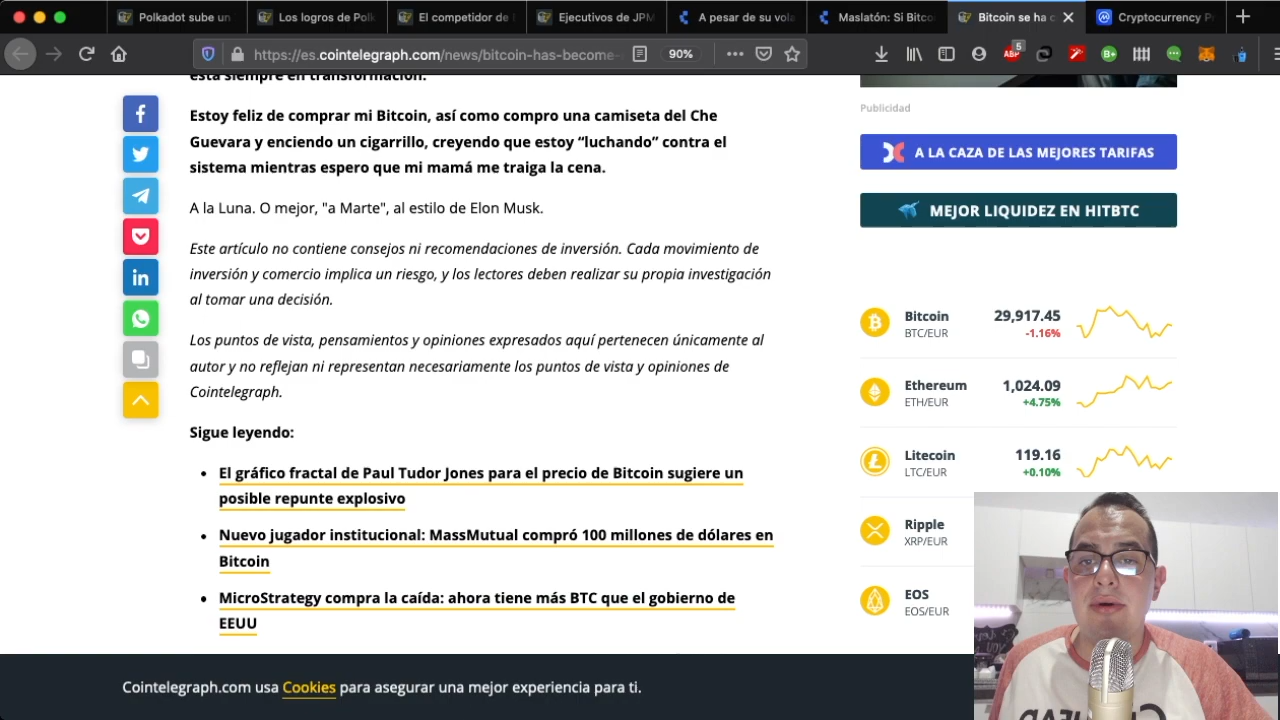 Polkadot sube un
Los logros de Polk
El competidor de
Ejecutivos de JPM
A pesar de su vola
Maslatón: Si Bitco
Bitcoin se ha c
Cryptocurrency P
https://es.cointelegraph.com/news/bitcoin-has-become-
90%
5
ABP
está siempre en transformación.
Estoy feliz de comprar mi Bitcoin, así como compro una camiseta del Che
Guevara y enciendo un cigarrillo, creyendo que estoy “luchando” contra el
sistema mientras espero que mi mamá me traiga la cena.
A la Luna. O mejor, "a Marte", al estilo de Elon Musk.
Este artículo no contiene consejos ni recomendaciones de inversión. Cada movimiento de
inversión y comercio implica un riesgo, y los lectores deben realizar su propia investigación
al tomar una decisión.
Los puntos de vista, pensamientos y opiniones expresados aquí pertenecen únicamente al
autor y no reflejan ni representan necesariamente los puntos de vista y opiniones de
Cointelegraph.
Sigue leyendo:
El gráfico fractal de Paul Tudor Jones para el precio de Bitcoin sugiere un
posible repunte explosivo
Nuevo jugador institucional: MassMutual compró 100 millones de dólares en
Bitcoin
MicroStrategy compra la caída: ahora tiene más BTC que el gobierno de
EEUU
Publicidad
A LA CAZA DE LAS MEJORES TARIFAS
MEJOR LIQUIDEZ EN HITBTC
Bitcoin 29,917.45
BTC/EUR -1.16%
Ethereum 1,024.09
ETH/EUR +4.75%
Litecoin 119.16
LTC/EUR +0.10%
Ripple
XRP/EUR
EOS
EOS/EUR
Cointelegraph.com usa Cookies para asegurar una mejor experiencia para ti.